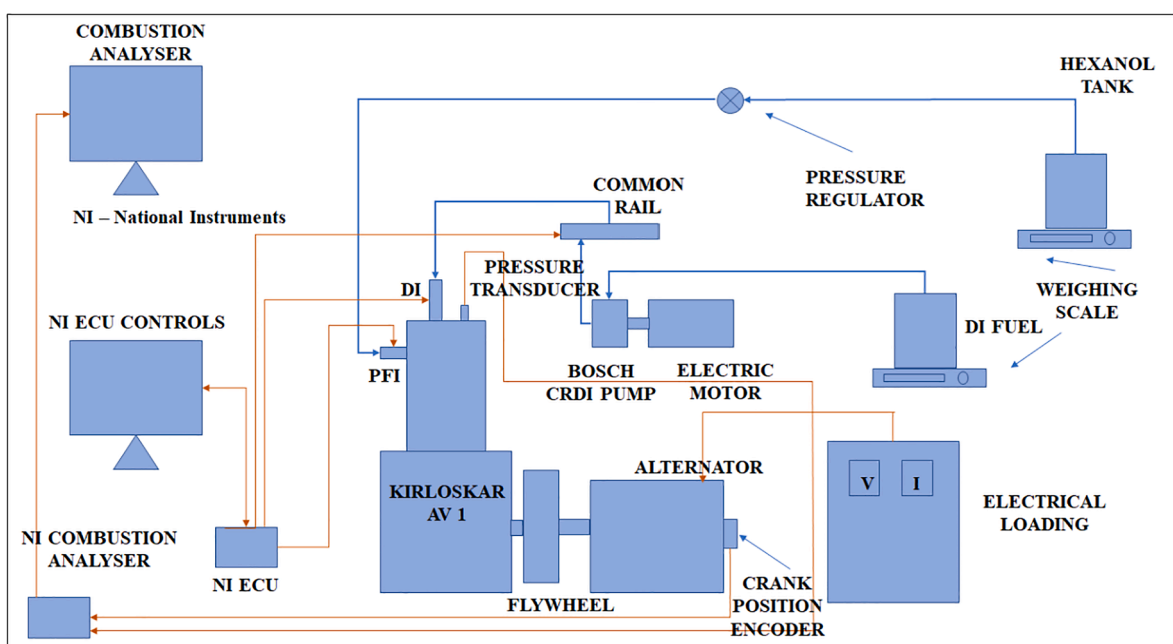 COMBUSTION
ANALYSER
NI – National Instruments
HEXANOL
TANK
PRESSURE
REGULATOR
COMMON
RAIL
PRESSURE
TRANSDUCER
DI
WEIGHING
SCALE
DI FUEL
NI ECU CONTROLS
PFI
BOSCH
CRDI PUMP
ELECTRIC
MOTOR
ALTERNATOR
KIRLOSKAR
AV 1
V
I
ELECTRICAL
LOADING
NI COMBUSTION
ANALYSER
NI ECU
FLYWHEEL
CRANK
POSITION
ENCODER